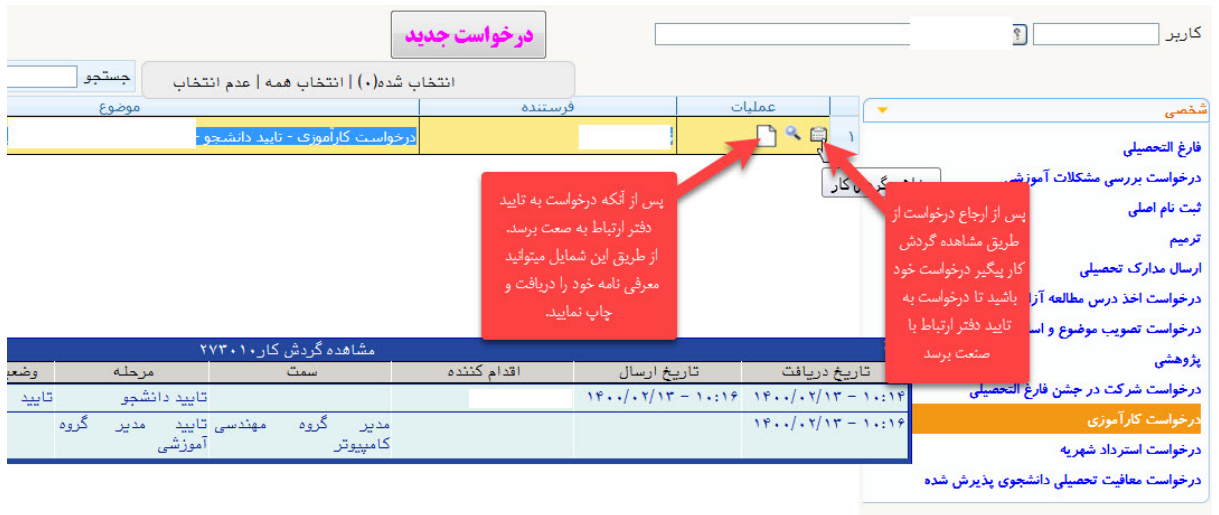 کاربر
درخواست جدید
انتخاب شده(۰) | انتخاب همه | عدم انتخاب
جستجو
عملیات
فرستنده
موضوع
۱
درخواست کارآموزی - تایید دانشجو -
پس از آنکه درخواست به تایید
دفتر ارتباط به صعت برسد.
از طریق این شمایل میتوانید
معرفی نامه خود را دریافت و
چاپ نمایید.
پس از ارجاع درخواست از
طریق مشاهده گردش
کار پیگیر درخواست خود
باشید تا درخواست به
تایید دفتر ارتباط با
صنعت برسد
شخصی
فارغ التحصیلی
درخواست بررسی مشکلات آموزشی
ثبت نام اصلی
ترمیم
ارسال مدارک تحصیلی
درخواست اخذ درس مطالعه
درخواست تصویب موضوع و
پژوهشی
درخواست شرکت در جشن فارغ التحصیلی
درخواست کارآموزی
درخواست استرداد شهریه
درخواست معافیت تحصیلی دانشجوی پذیرش شده
مشاهده گردش کار ۲۷۳۰۱۰
تاریخ دریافت
تاریخ ارسال
اقدام کننده
سمت
مرحله
۱۴۰۰/۰۲/۱۳ - ۱۰:۱۴
۱۴۰۰/۰۲/۱۳ - ۱۰:۱۶
تایید دانشجو
تایید
۱۴۰۰/۰۲/۱۳ - ۱۰:۱۶
مدیر گروه مهندسی
کامپیوتر
تایید مدیر گروه
آموزشی